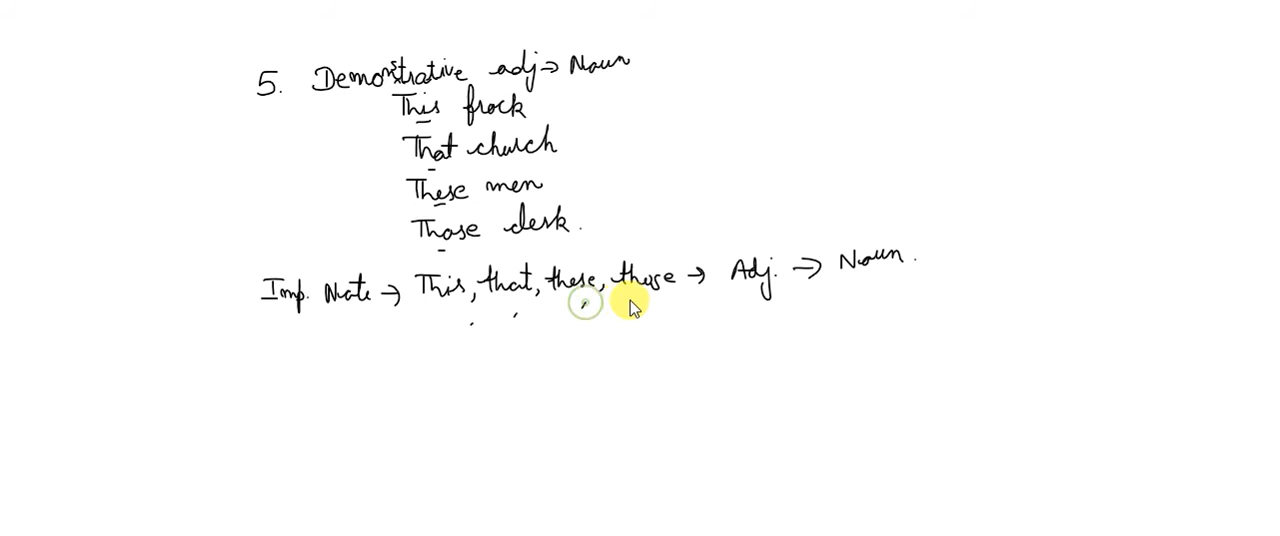 5. Demonstrative adj → Noun
This frock
That church
These men
Those desk.
Imp. Note → This, that, these, those → Adj. → Noun.